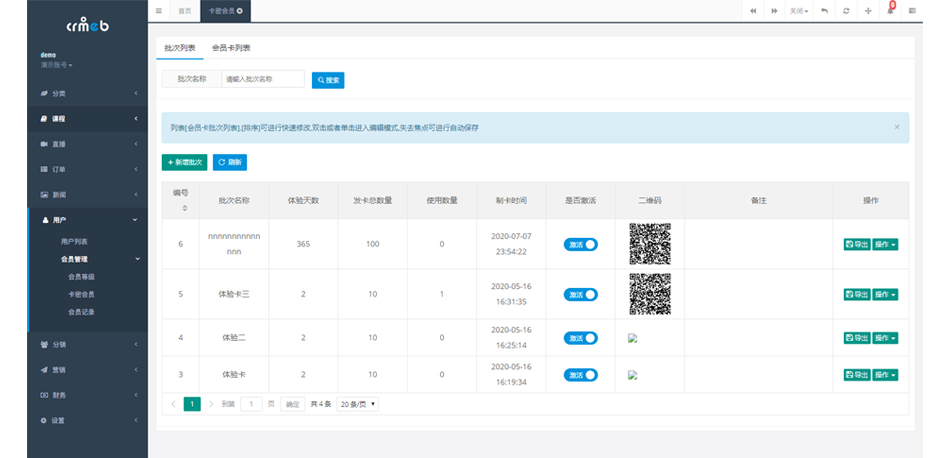 首页
卡密会员
关闭
0
crmeb
demo
演示账号
分类
课程
直播
订单
新闻
用户
用户列表
会员管理
会员等级
卡密会员
会员记录
分销
营销
财务
设置
批次列表 会员卡列表
批次名称 请输入批次名称 搜索
列表[会员卡批次列表],[排序]可进行快速修改,双击或者单击进入编辑模式,失去焦点可进行自动保存 ×
+ 新增批次 刷新
编号 批次名称 体验天数 发卡总数量 使用数量 制卡时间 是否激活 二维码 备注 操作
6 nnnnnnnnnnn
nnn 365 100 0 2020-07-07
23:54:22 激活 导出 操作
5 体验卡三 2 10 1 2020-05-16
16:31:35 激活 导出 操作
4 体验二 2 10 0 2020-05-16
16:25:14 激活 导出 操作
3 体验卡 2 10 0 2020-05-16
16:19:34 激活 导出 操作
1 到第 1 页 确定 共 4 条 20 条/页